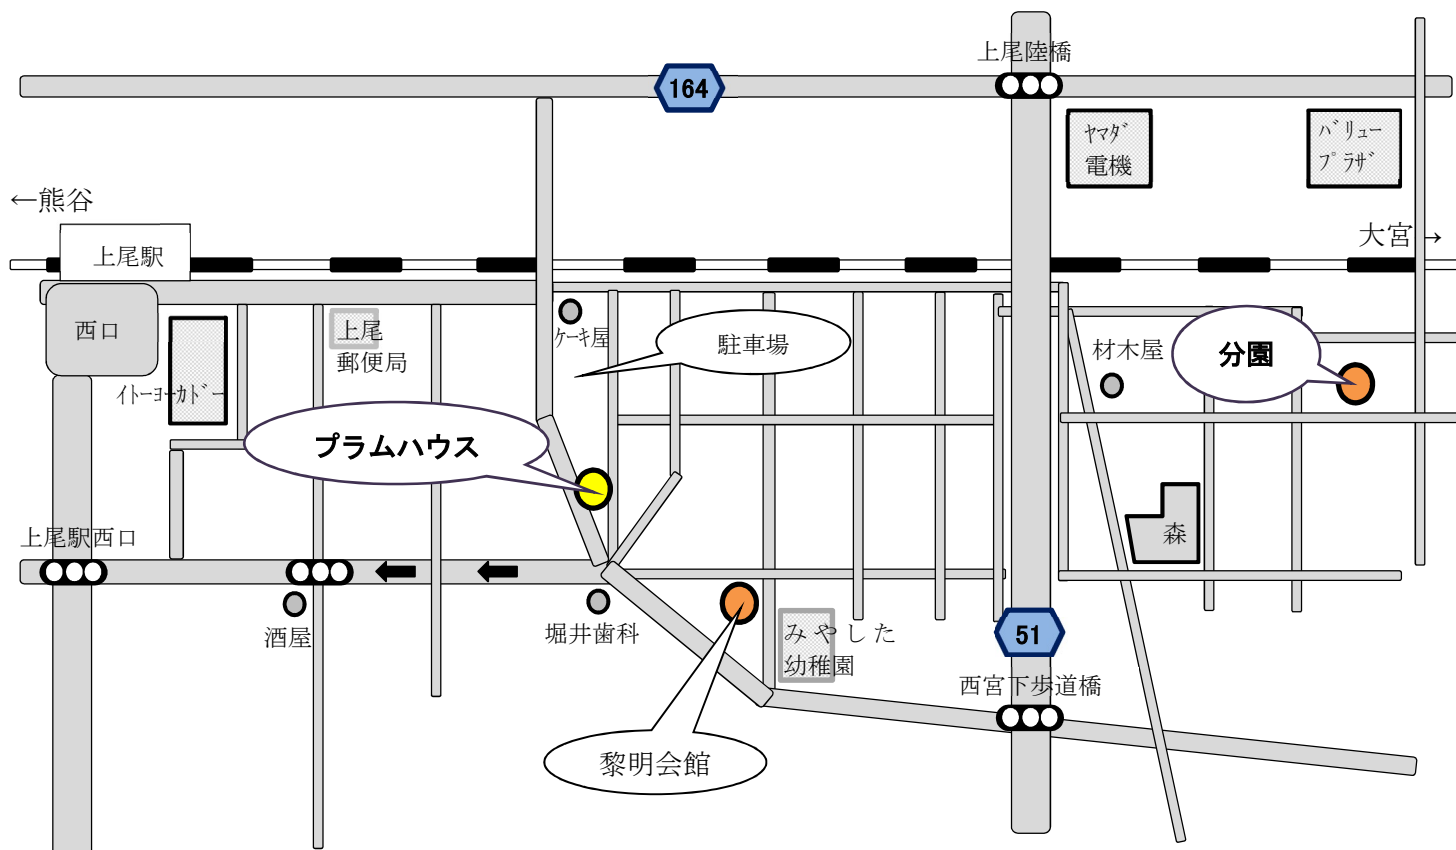 上尾陸橋
164
ﾔﾏﾀﾞ
電機
ﾊﾞﾘｭｰ
ﾌﾟﾗｻﾞ
←熊谷
大宮→
上尾駅
西口
ｲﾄｰﾖｰｶﾄﾞｰ
上尾
郵便局
ｹｰｷ屋
駐車場
材木屋
分園
プラムハウス
上尾駅西口
森
酒屋
堀井歯科
みやした
幼稚園
51
西宮下歩道橋
黎明会館